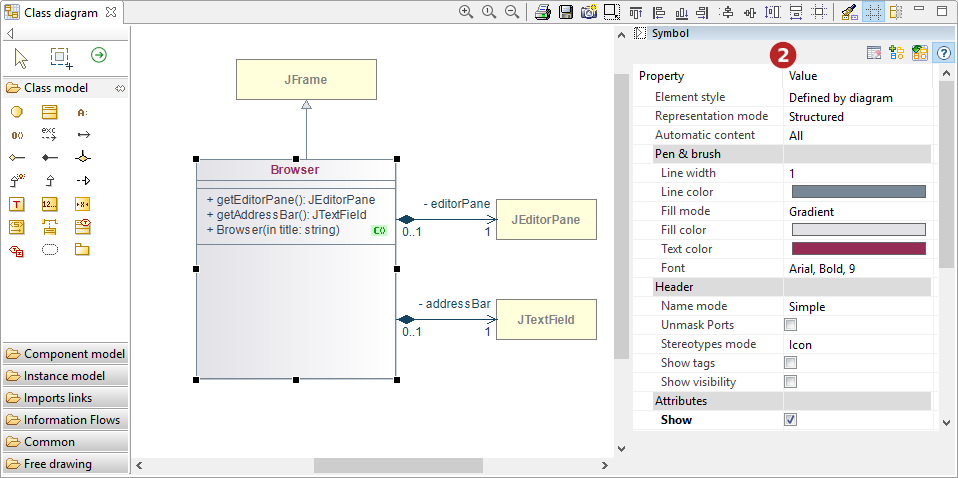 Class diagram
Symbol
2
Class model
A:
exc
Component model
Instance model
Imports links
Information Flows
Common
Free drawing
JFrame
Browser
+ getEditorPane(): JEditorPane
+ getAddressBar(): JTextField
+ Browser(in title: string)
- editorPane
0..1
1
JEditorPane
- addressBar
0..1
1
JTextField
Property Value
Element style Defined by diagram
Representation mode Structured
Automatic content All
Pen & brush
Line width 1
Line color
Fill mode Gradient
Fill color
Text color
Font Arial, Bold, 9
Header
Name mode Simple
Unmask Ports
Stereotypes mode Icon
Show tags
Show visibility
Attributes
Show